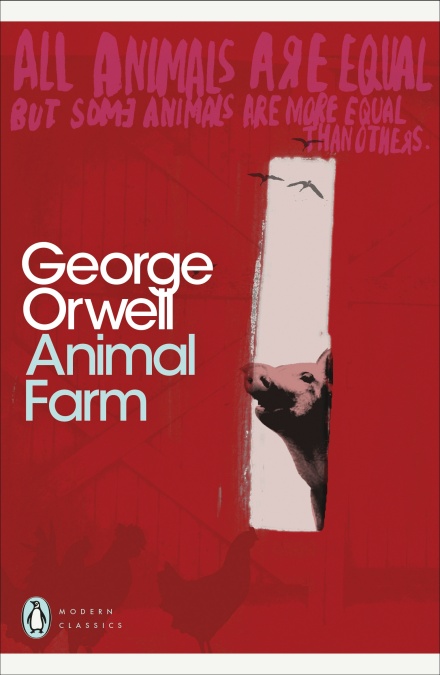 ALL ANIMALS ARE EQUAL
BUT SOME ANIMALS ARE MORE EQUAL
THAN OTHERS.
George
Orwell
Animal
Farm
MODERN
CLASSICS